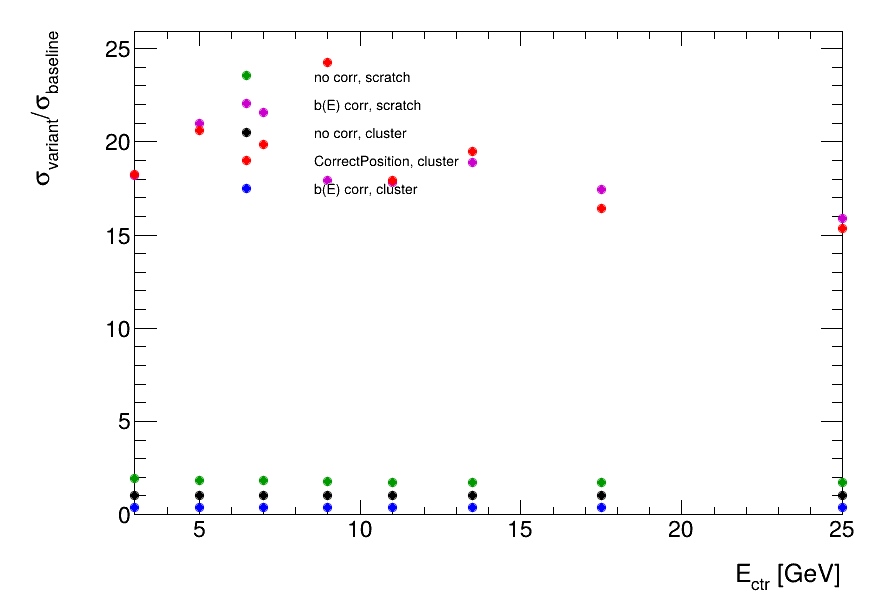 σvariant/σbaseline
25
20
15
10
5
0
no corr, scratch
b(E) corr, scratch
no corr, cluster
CorrectPosition, cluster
b(E) corr, cluster
5 10 15 20 25
Ectr [GeV]